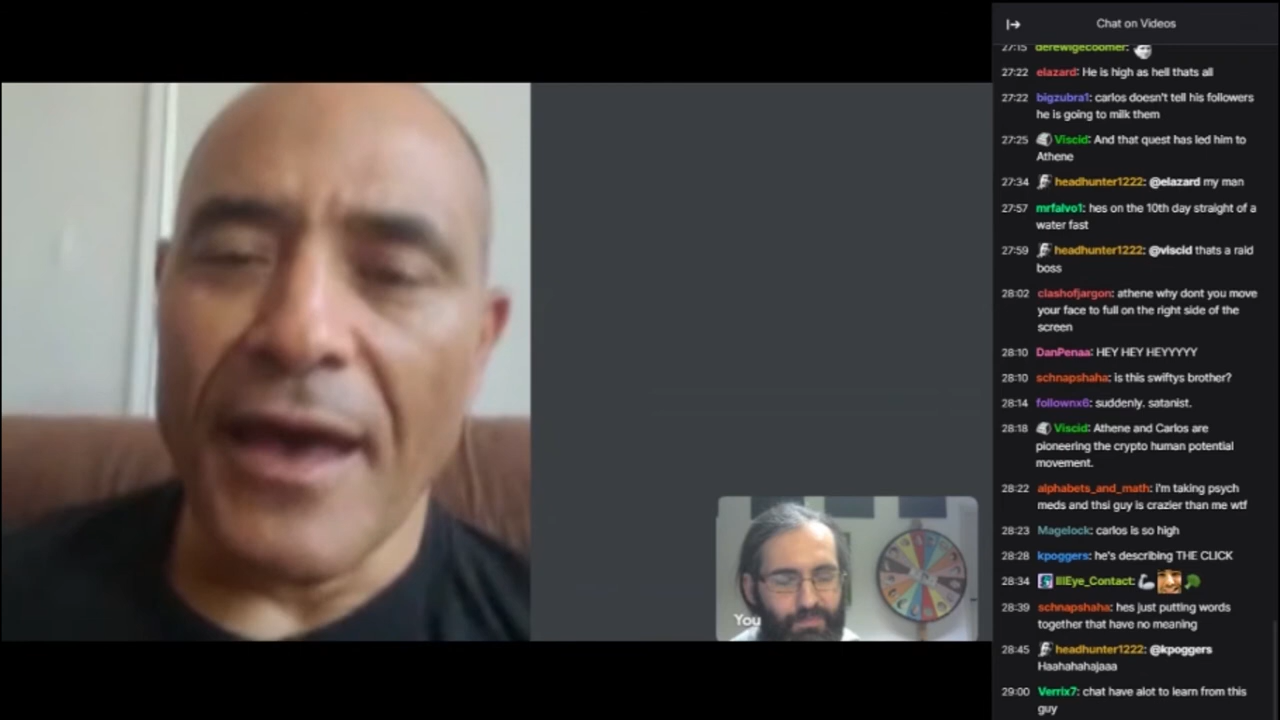 Chat on Videos
27:15 derewigecoomer:
27:22 elazard: He is high as hell thats all
27:22 bigzubra1: carlos doesn't tell his followers
he is going to milk them
27:25 Viscid: And that quest has led him to
Athene
27:34 headhunter1222: @elazard my man
27:57 mrfalvo1: hes on the 10th day straight of a
water fast
27:59 headhunter1222: @viscid thats a raid
boss
28:02 clashofjargon: athene why dont you move
your face to full on the right side of the
screen
28:10 DanPenaa: HEY HEY HEYYYYY
28:10 schnapshaha: is this swiftys brother?
28:14 follownx6: suddenly. satanist.
28:18 Viscid: Athene and Carlos are
pioneering the crypto human potential
movement.
28:22 alphabets_and_math: i'm taking psych
meds and thsi guy is crazier than me wtf
28:23 Magelock: carlos is so high
28:28 kpoggers: he's describing THE CLICK
28:34 IllEye_Contact:
28:39 schnapshaha: hes just putting words
together that have no meaning
28:45 headhunter1222: @kpoggers
Haahahahajaaa
29:00 Verrix7: chat have alot to learn from this
guy
You